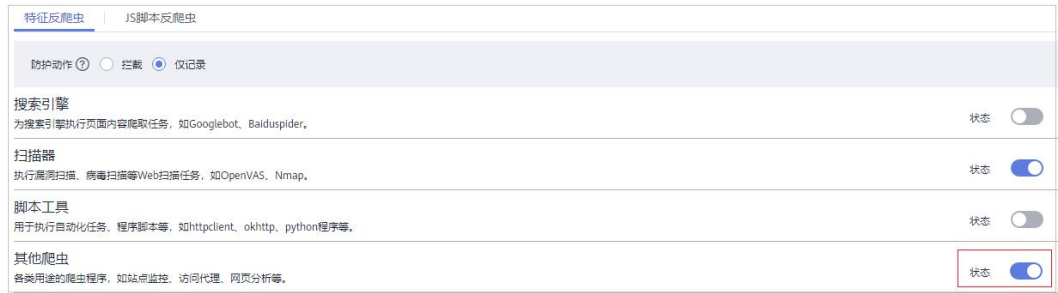 特征反爬虫 JS脚本反爬虫
防护动作 ? 拦截 仅记录
搜索引擎
为搜索引擎执行页面内容爬取任务，如Googlebot、Baiduspider。
状态
扫描器
执行漏洞扫描、病毒扫描等Web扫描任务，如OpenVAS、Nmap。
状态
脚本工具
用于执行自动化任务、程序脚本等，如httpclient、okhttp、python程序等。
状态
其他爬虫
各类用途的爬虫程序，如站点监控、访问代理、网页分析等。
状态